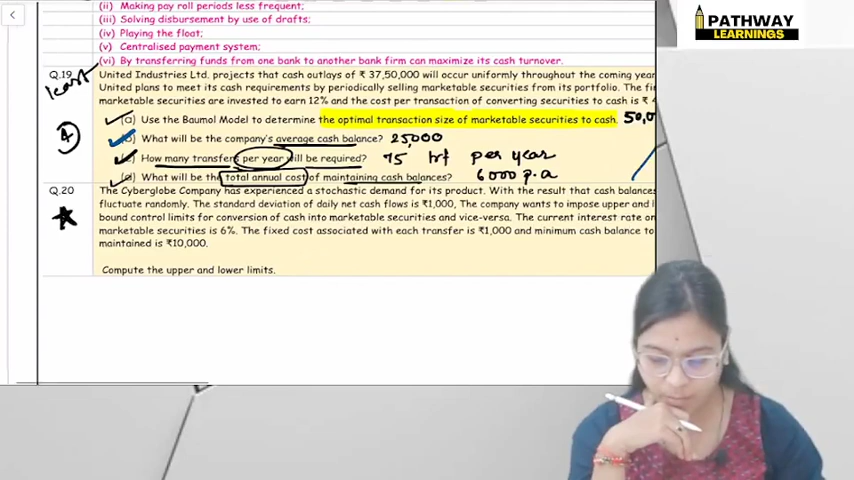 (ii) Making pay roll periods less frequent;
(iii) Solving disbursement by use of drafts;
(iv) Playing the float;
(v) Centralised payment system;
(vi) By transferring funds from one bank to another bank firm can maximize its cash turnover.
PATHWAY
LEARNINGS
Q.19 United Industries Ltd. projects that cash outlays of ₹ 37,50,000 will occur uniformly throughout the coming year
least United plans to meet its cash requirements by periodically selling marketable securities from its portfolio. The fi
marketable securities are invested to earn 12% and the cost per transaction of converting securities to cash is ₹ 4
(a) Use the Baumol Model to determine the optimal transaction size of marketable securities to cash. 50,0
4 (b) What will be the company's average cash balance? 25,000
(c) How many transfers per year will be required? 75 trf per year
(d) What will be the total annual cost of maintaining cash balances? 6000 p.a
Q.20 The Cyberglobe Company has experienced a stochastic demand for its product. With the result that cash balances
fluctuate randomly. The standard deviation of daily net cash flows is ₹1,000, The company wants to impose upper and l
bound control limits for conversion of cash into marketable securities and vice-versa. The current interest rate on
marketable securities is 6%. The fixed cost associated with each transfer is ₹1,000 and minimum cash balance to
maintained is ₹10,000.
Compute the upper and lower limits.